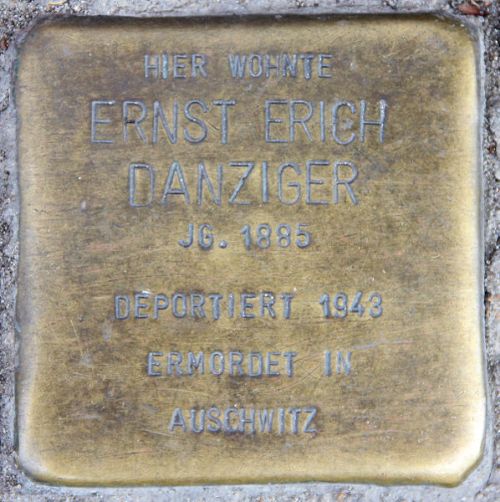 HIER WOHNTE
ERNST ERICH
DANZIGER
JG. 1885
DEPORTIERT 1943
ERMORDET IN
AUSCHWITZ